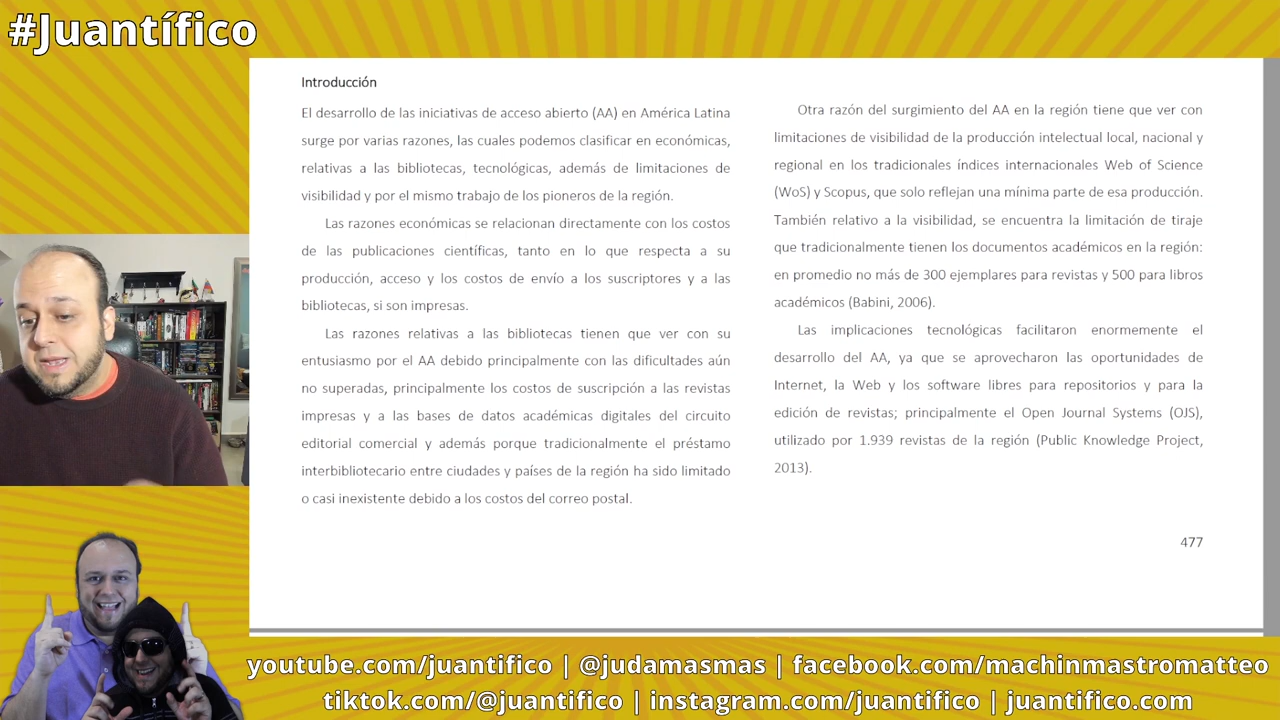 #Juantífico
Introducción
El desarrollo de las iniciativas de acceso abierto (AA) en América Latina
surge por varias razones, las cuales podemos clasificar en económicas,
relativas a las bibliotecas, tecnológicas, además de limitaciones de
visibilidad y por el mismo trabajo de los pioneros de la región.
Las razones económicas se relacionan directamente con los costos
de las publicaciones científicas, tanto en lo que respecta a su
producción, acceso y los costos de envío a los suscriptores y a las
bibliotecas, si son impresas.
Las razones relativas a las bibliotecas tienen que ver con su
entusiasmo por el AA debido principalmente con las dificultades aún
no superadas, principalmente los costos de suscripción a las revistas
impresas y a las bases de datos académicas digitales del circuito
editorial comercial y además porque tradicionalmente el préstamo
interbibliotecario entre ciudades y países de la región ha sido limitado
o casi inexistente debido a los costos del correo postal.
Otra razón del surgimiento del AA en la región tiene que ver con
limitaciones de visibilidad de la producción intelectual local, nacional y
regional en los tradicionales índices internacionales Web of Science
(WoS) y Scopus, que solo reflejan una mínima parte de esa producción.
También relativo a la visibilidad, se encuentra la limitación de tiraje
que tradicionalmente tienen los documentos académicos en la región:
en promedio no más de 300 ejemplares para revistas y 500 para libros
académicos (Babini, 2006).
Las implicaciones tecnológicas facilitaron enormemente el
desarrollo del AA, ya que se aprovecharon las oportunidades de
Internet, la Web y los software libres para repositorios y para la
edición de revistas; principalmente el Open Journal Systems (OJS),
utilizado por 1.939 revistas de la región (Public Knowledge Project,
2013).
477
youtube.com/juantifico | @judamasmas | facebook.com/machinmastromatteo
tiktok.com/@juantifico | instagram.com/juantifico | juantifico.com